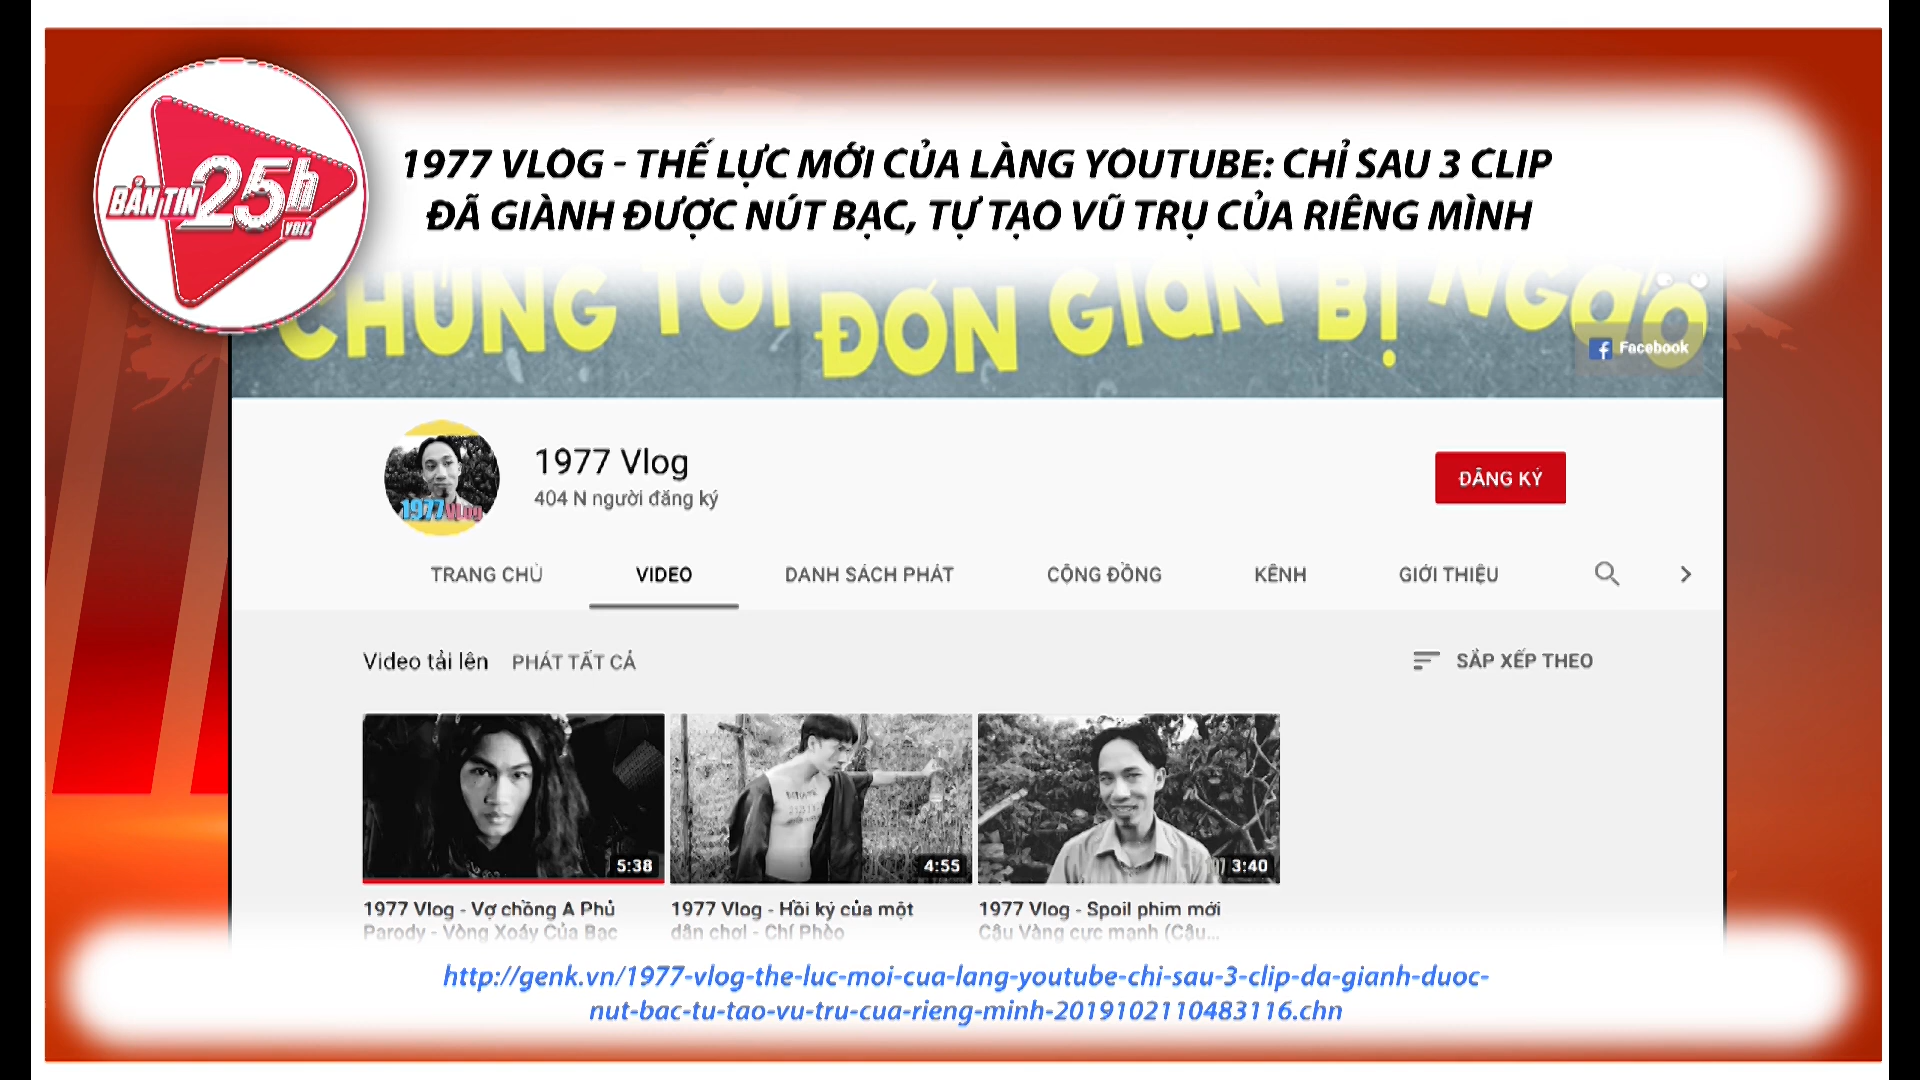 1977 VLOG - THẾ LỰC MỚI CỦA LÀNG YOUTUBE: CHỈ SAU 3 CLIP
ĐÃ GIÀNH ĐƯỢC NÚT BẠC, TỰ TẠO VŨ TRỤ CỦA RIÊNG MÌNH
BẢN TIN 25h
VBIZ
CHÚNG TÔI ĐƠN GIẢN BỊ NGÁO
Facebook
1977 Vlog
1977 Vlog
404 N người đăng ký
ĐĂNG KÝ
TRANG CHỦ VIDEO DANH SÁCH PHÁT CỘNG ĐỒNG KÊNH GIỚI THIỆU
Video tải lên PHÁT TẤT CẢ SẮP XẾP THEO
5:38 4:55 3:40
1977 Vlog - Vợ chồng A Phủ
Parody - Vòng Xoáy Của Bạc
1977 Vlog - Hồi ký của một
dân chơi - Chí Phèo
1977 Vlog - Spoil phim mới
Cậu Vàng cực mạnh (Cậu...
http://genk.vn/1977-vlog-the-luc-moi-cua-lang-youtube-chi-sau-3-clip-da-gianh-duoc-
nut-bac-tu-tao-vu-tru-cua-rieng-minh-20191021104831​16.chn